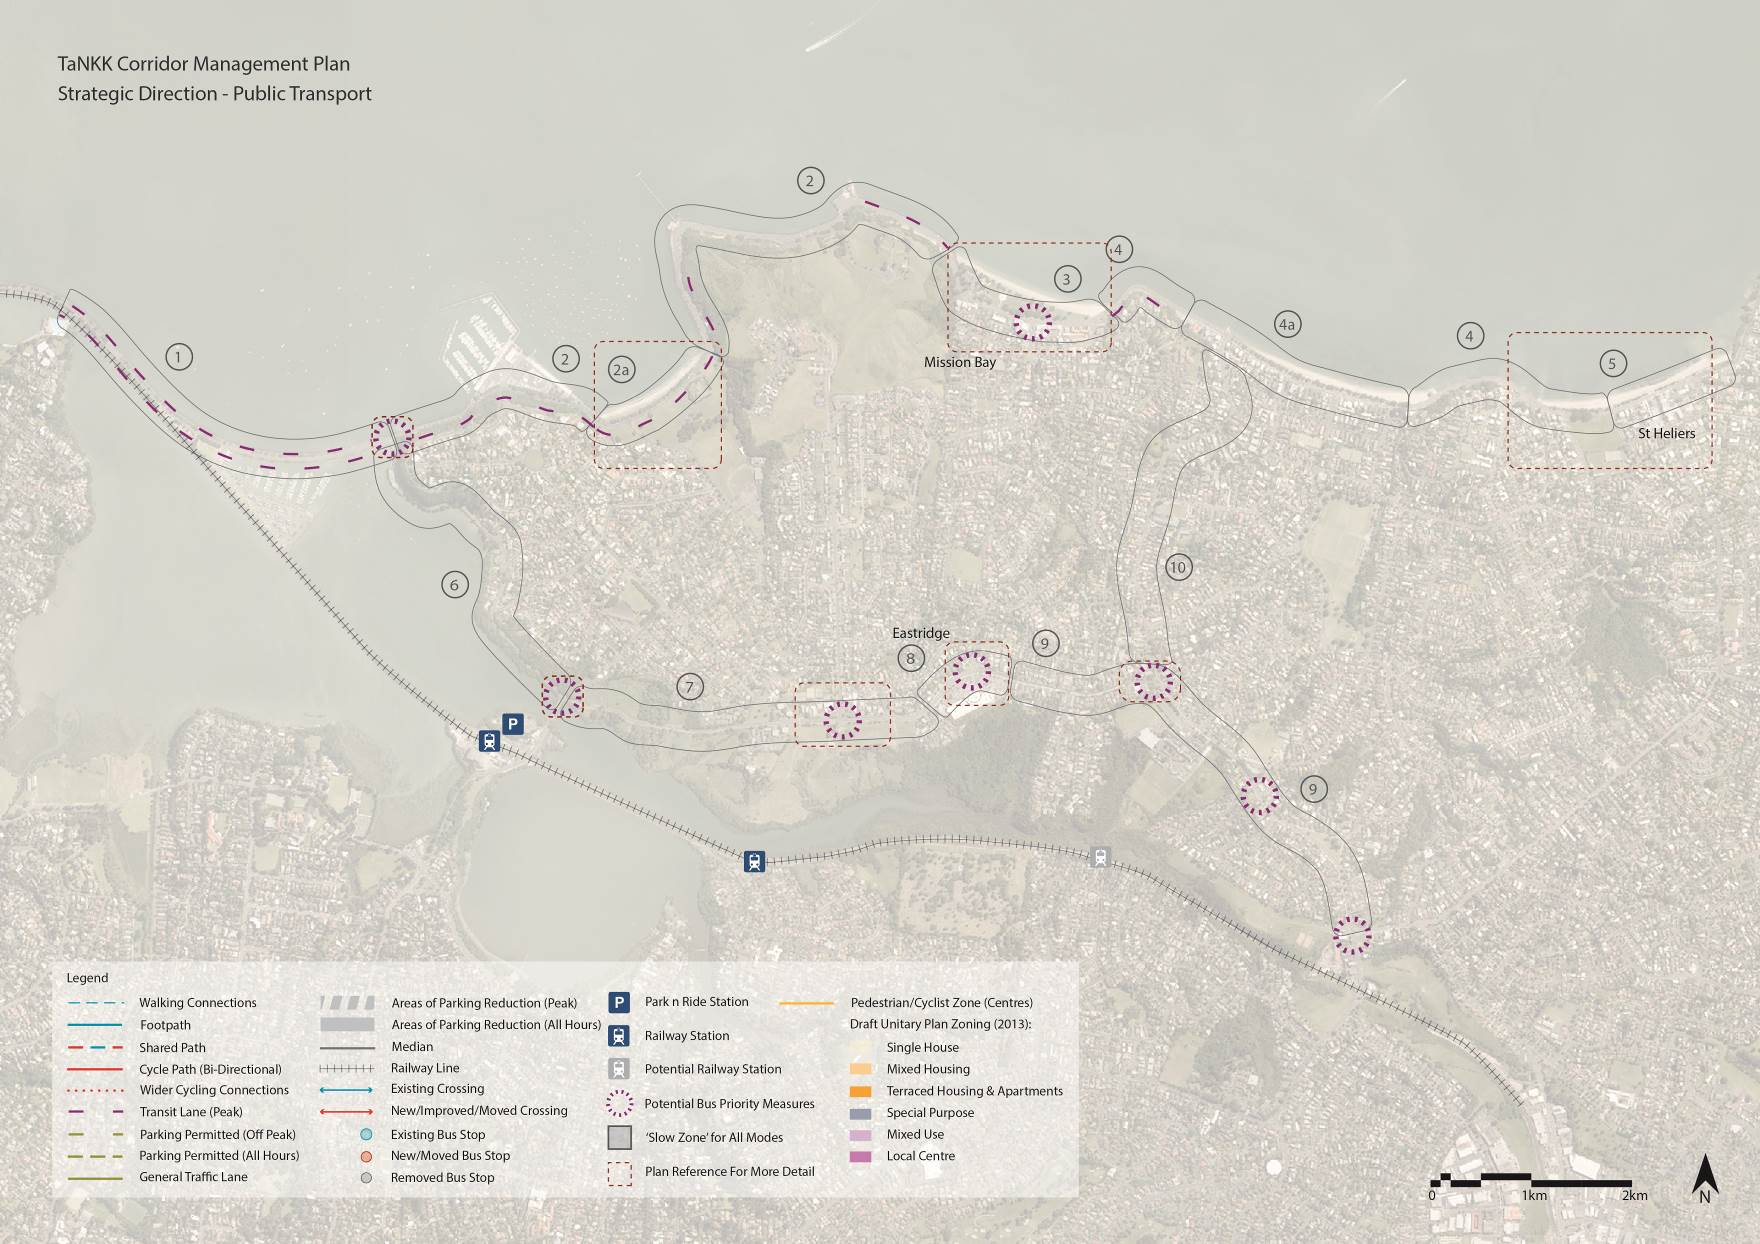 TaNKK Corridor Management Plan
Strategic Direction - Public Transport
2
4
3
4a
1
2
2a
4
5
Mission Bay
St Heliers
10
6
Eastridge
8
9
7
P
9
Legend
Walking Connections
Footpath
Shared Path
Cycle Path (Bi-Directional)
Wider Cycling Connections
Transit Lane (Peak)
Parking Permitted (Off Peak)
Parking Permitted (All Hours)
General Traffic Lane
Areas of Parking Reduction (Peak)
Areas of Parking Reduction (All Hours)
Median
Railway Line
Existing Crossing
New/Improved/Moved Crossing
Existing Bus Stop
New/Moved Bus Stop
Removed Bus Stop
P Park n Ride Station
Railway Station
Potential Railway Station
Potential Bus Priority Measures
'Slow Zone' for All Modes
Plan Reference For More Detail
Pedestrian/Cyclist Zone (Centres)
Draft Unitary Plan Zoning (2013):
Single House
Mixed Housing
Terraced Housing & Apartments
Special Purpose
Mixed Use
Local Centre
0 1km 2km
N